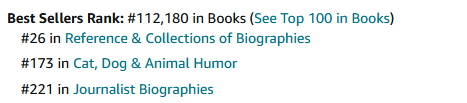 Best Sellers Rank: #112,180 in Books (See Top 100 in Books)
#26 in Reference & Collections of Biographies
#173 in Cat, Dog & Animal Humor
#221 in Journalist Biographies